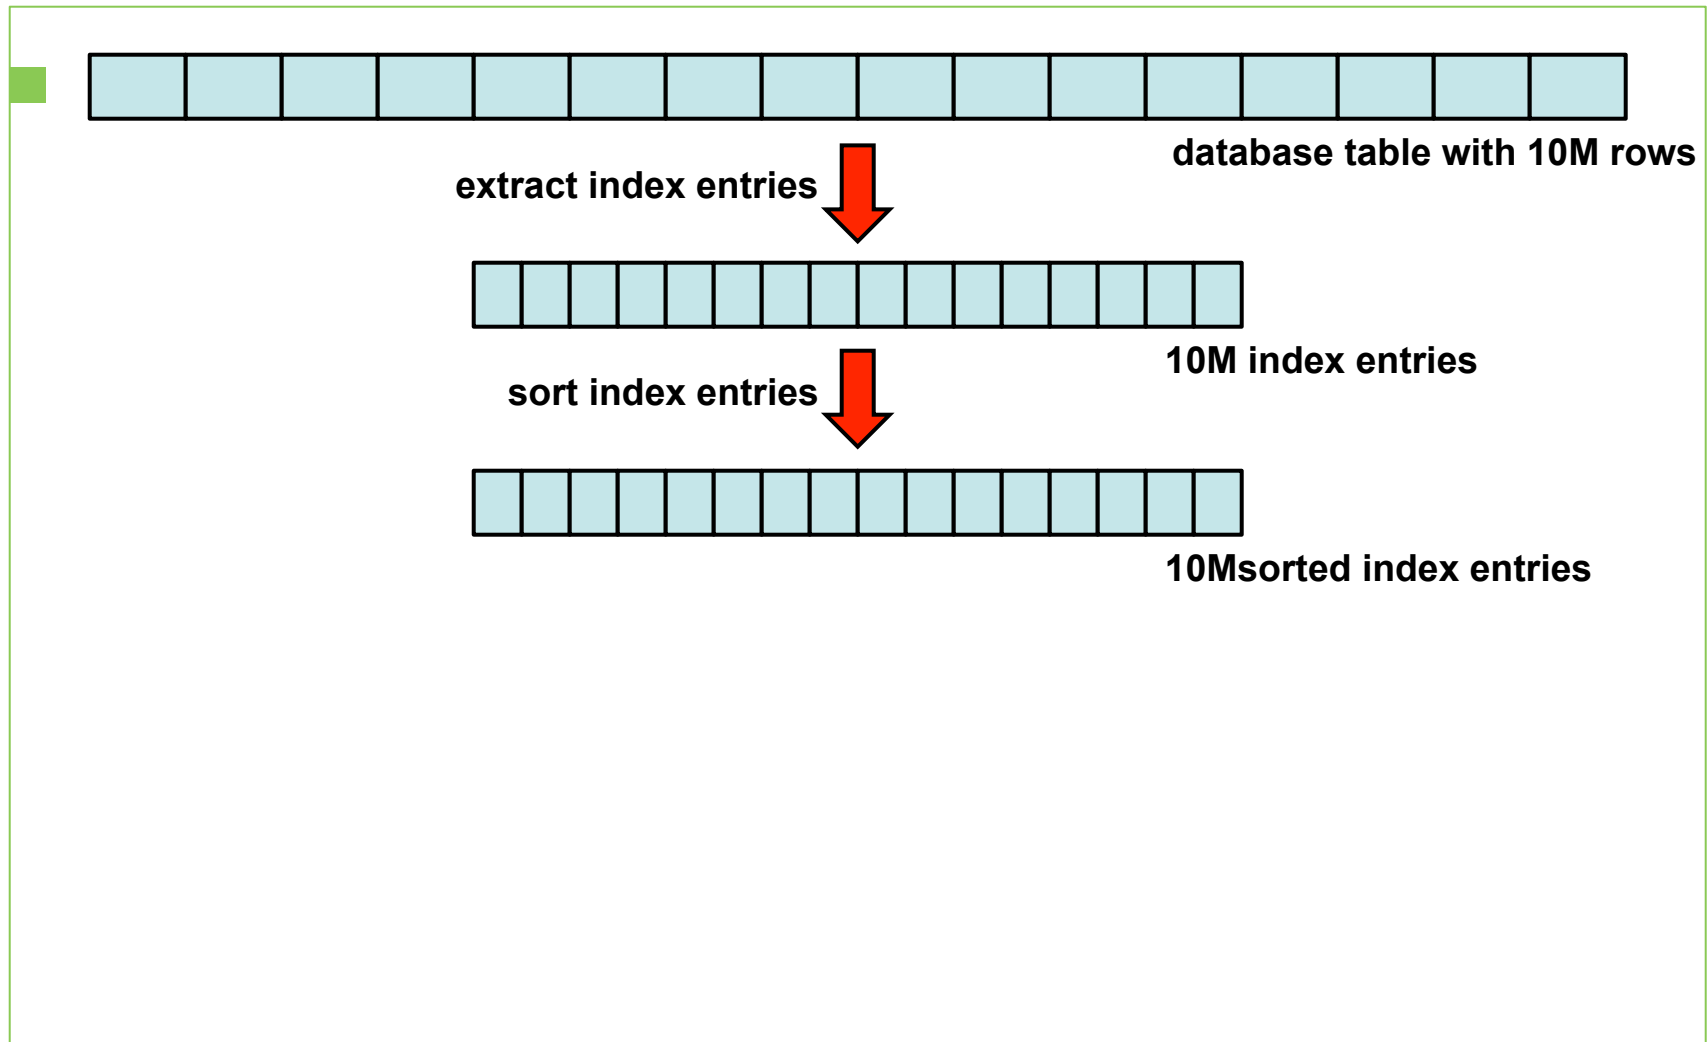 database table with 10M rows
extract index entries
10M index entries
sort index entries
10Msorted index entries